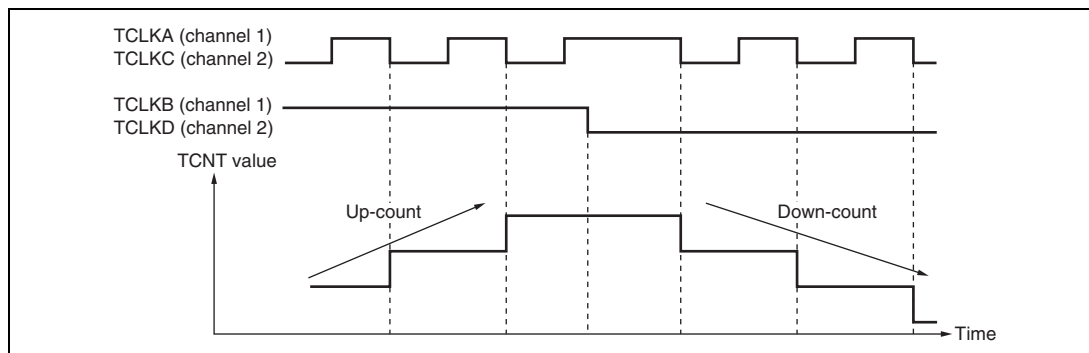 TCLKA (channel 1)
TCLKC (channel 2)
TCLKB (channel 1)
TCLKD (channel 2)
TCNT value
Up-count
Down-count
Time